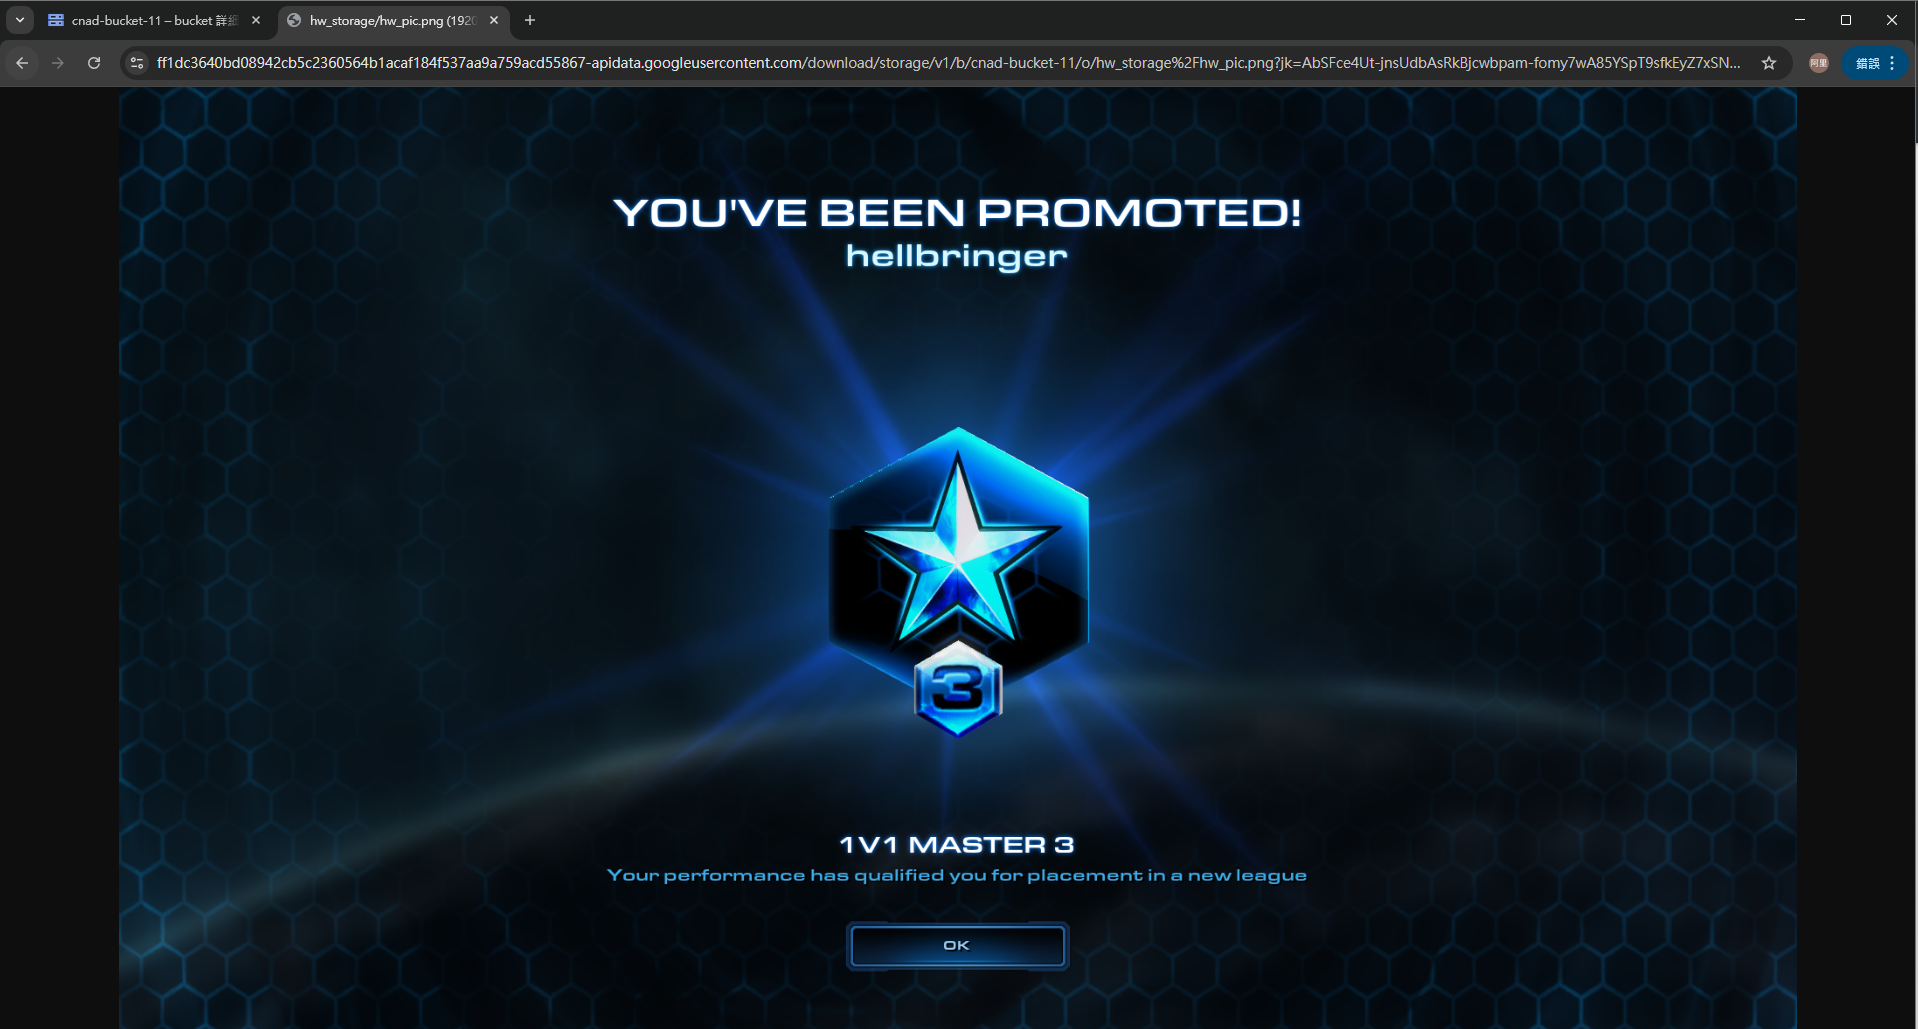 cnad-bucket-11 – bucket 詳細
hw_storage/hw_pic.png (1920
ff1dc3640bd08942cb5c2360564b1acaf184f537aa9a759acd55867-apidata.googleusercontent.com/download/storage/v1/b/cnad-bucket-11/o/hw_storage%2Fhw_pic.png?jk=AbSFce4Ut-jnsUdbAsRkBjcwbpam-fomy7wA85YSpT9sfkEyZ7xSN...
阿里
錯誤
YOU'VE BEEN PROMOTED!
hellbringer
3
1V1 MASTER 3
Your performance has qualified you for placement in a new league
OK